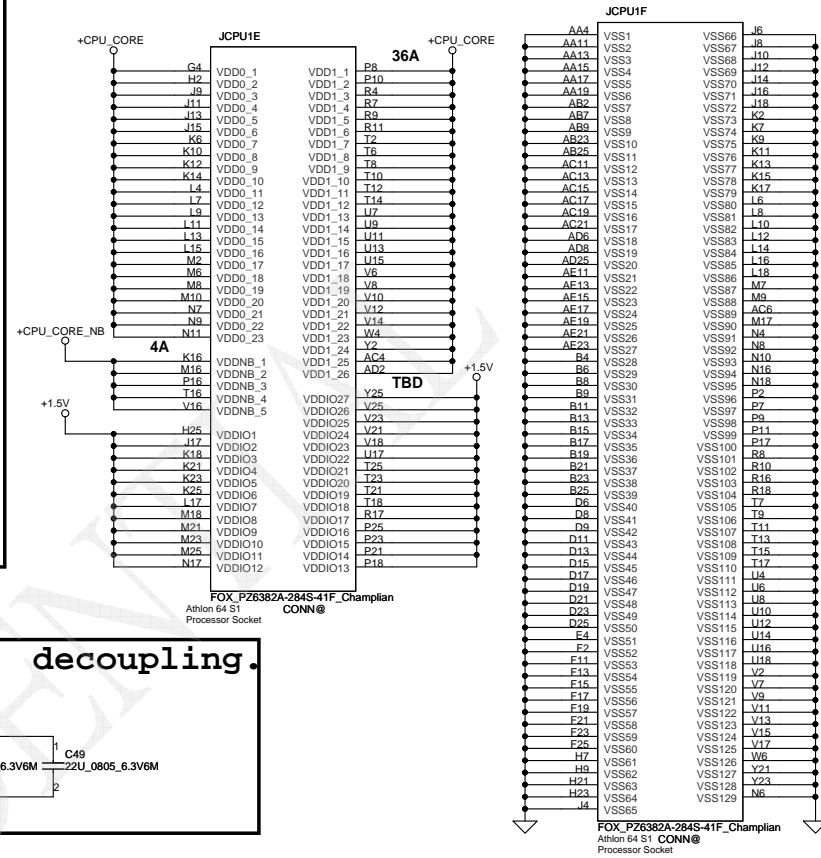 JCPU1E
+CPU_CORE
+CPU_CORE
36A
G4 VDD0_1 VDD1_1 P8
H2 VDD0_2 VDD1_2 P10
J9 VDD0_3 VDD1_3 R4
J11 VDD0_4 VDD1_4 R7
J13 VDD0_5 VDD1_5 R9
J15 VDD0_6 VDD1_6 R11
K6 VDD0_7 VDD1_7 T2
K10 VDD0_8 VDD1_8 T6
K12 VDD0_9 VDD1_9 T8
K14 VDD0_10 VDD1_10 T10
L4 VDD0_11 VDD1_11 T12
L7 VDD0_12 VDD1_12 T14
L9 VDD0_13 VDD1_13 U7
L11 VDD0_14 VDD1_14 U9
L13 VDD0_15 VDD1_15 U11
L15 VDD0_16 VDD1_16 U13
M2 VDD0_17 VDD1_17 U15
M6 VDD0_18 VDD1_18 V6
M8 VDD0_19 VDD1_19 V8
M10 VDD0_20 VDD1_20 V10
N7 VDD0_21 VDD1_21 V12
N9 VDD0_22 VDD1_22 V14
N11 VDD0_23 VDD1_23 W4
VDD1_24 Y2
VDD1_25 AC4
VDD1_26 AD2
+CPU_CORE_NB
4A
K16 VDDNB_1
M16 VDDNB_2
P16 VDDNB_3
T16 VDDNB_4
V16 VDDNB_5
TBD
+1.5V
+1.5V
VDDIO27 Y25
VDDIO26 V25
VDDIO25 V23
H25 VDDIO1 VDDIO24 V21
J17 VDDIO2 VDDIO23 V18
K18 VDDIO3 VDDIO22 U17
K21 VDDIO4 VDDIO21 T25
K23 VDDIO5 VDDIO20 T23
K25 VDDIO6 VDDIO19 T21
L17 VDDIO7 VDDIO18 T18
M18 VDDIO8 VDDIO17 R17
M21 VDDIO9 VDDIO16 P25
M23 VDDIO10 VDDIO15 P23
M25 VDDIO11 VDDIO14 P21
N17 VDDIO12 VDDIO13 P18
FOX_PZ6382A-284S-41F_Champlian
Athlon 64 S1 CONN@
Processor Socket
decoupling.
1
C49
6.3V6M 22U_0805_6.3V6M
2
JCPU1F
AA4 VSS1 VSS66 J6
AA11 VSS2 VSS67 J8
AA13 VSS3 VSS68 J10
AA15 VSS4 VSS69 J12
AA17 VSS5 VSS70 J14
AA19 VSS6 VSS71 J16
AB2 VSS7 VSS72 J18
AB7 VSS8 VSS73 K2
AB9 VSS9 VSS74 K7
AB23 VSS10 VSS75 K9
AB25 VSS11 VSS76 K11
AC11 VSS12 VSS77 K13
AC13 VSS13 VSS78 K15
AC15 VSS14 VSS79 K17
AC17 VSS15 VSS80 L6
AC19 VSS16 VSS81 L8
AC21 VSS17 VSS82 L10
AD6 VSS18 VSS83 L12
AD8 VSS19 VSS84 L14
AD25 VSS20 VSS85 L16
AE11 VSS21 VSS86 L18
AE13 VSS22 VSS87 M7
AE15 VSS23 VSS88 M9
AE17 VSS24 VSS89 AC6
AE19 VSS25 VSS90 M17
AE21 VSS26 VSS91 N4
AE23 VSS27 VSS92 N8
B4 VSS28 VSS93 N10
B6 VSS29 VSS94 N16
B8 VSS30 VSS95 N18
B9 VSS31 VSS96 P2
B11 VSS32 VSS97 P7
B13 VSS33 VSS98 P9
B15 VSS34 VSS99 P11
B17 VSS35 VSS100 P17
B19 VSS36 VSS101 R8
B21 VSS37 VSS102 R10
B23 VSS38 VSS103 R16
B25 VSS39 VSS104 R18
D6 VSS40 VSS105 T7
D8 VSS41 VSS106 T9
D9 VSS42 VSS107 T11
D11 VSS43 VSS108 T13
D13 VSS44 VSS109 T15
D15 VSS45 VSS110 T17
D17 VSS46 VSS111 U4
D19 VSS47 VSS112 U6
D21 VSS48 VSS113 U8
D23 VSS49 VSS114 U10
D25 VSS50 VSS115 U12
E4 VSS51 VSS116 U14
F2 VSS52 VSS117 U16
F11 VSS53 VSS118 U18
F13 VSS54 VSS119 V2
F15 VSS55 VSS120 V7
F17 VSS56 VSS121 V9
F19 VSS57 VSS122 V11
F21 VSS58 VSS123 V13
F23 VSS59 VSS124 V15
F25 VSS60 VSS125 V17
H7 VSS61 VSS126 W6
H9 VSS62 VSS127 Y21
H21 VSS63 VSS128 Y23
H23 VSS64 VSS129 N6
J4 VSS65
FOX_PZ6382A-284S-41F_Champlian
Athlon 64 S1 CONN@
Processor Socket